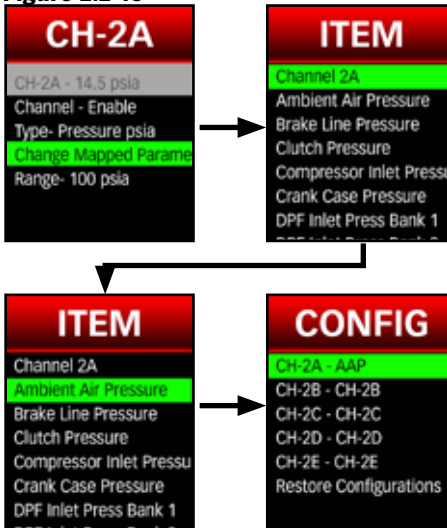 CH-2A
CH-2A - 14.5 psia
Channel - Enable
Type- Pressure psia
Change Mapped Parame
Range- 100 psia
ITEM
Channel 2A
Ambient Air Pressure
Brake Line Pressure
Clutch Pressure
Compressor Inlet Pressu
Crank Case Pressure
DPF Inlet Press Bank 1
ITEM
Channel 2A
Ambient Air Pressure
Brake Line Pressure
Clutch Pressure
Compressor Inlet Pressu
Crank Case Pressure
DPF Inlet Press Bank 1
CONFIG
CH-2A - AAP
CH-2B - CH-2B
CH-2C - CH-2C
CH-2D - CH-2D
CH-2E - CH-2E
Restore Configurations